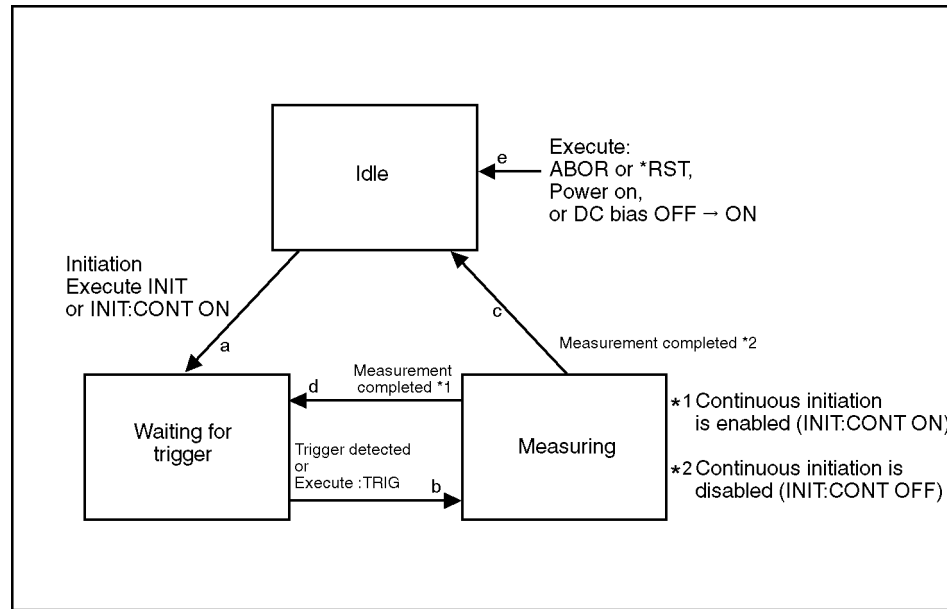 Idle
e
Execute:
ABOR or *RST,
Power on,
or DC bias OFF → ON
Initiation
Execute INIT
or INIT:CONT ON
a
c
Measurement completed *2
Measurement
completed *1
d
Waiting for
trigger
Trigger detected
or
Execute :TRIG
b
Measuring
*1 Continuous initiation
is enabled (INIT:CONT ON)
*2 Continuous initiation is
disabled (INIT:CONT OFF)